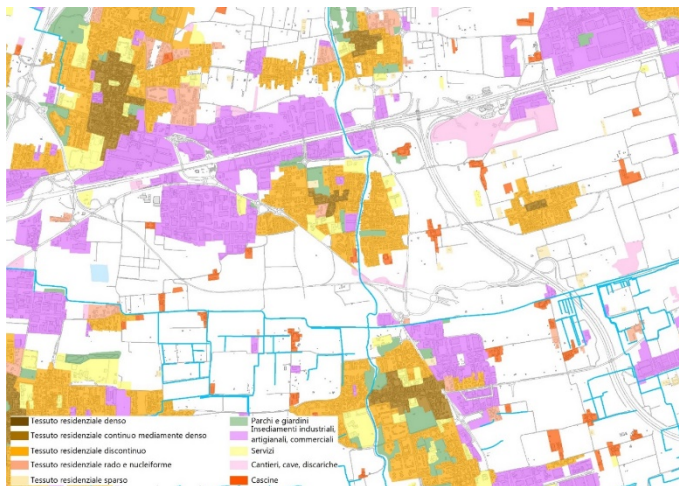 Tessuto residenziale denso
Tessuto residenziale continuo mediamente denso
Tessuto residenziale discontinuo
Tessuto residenziale rado e nucleiforme
Tessuto residenziale sparso
Parchi e giardini
Insediamenti industriali,
artigianali, commerciali
Servizi
Cantieri, cave, discariche
Cascine